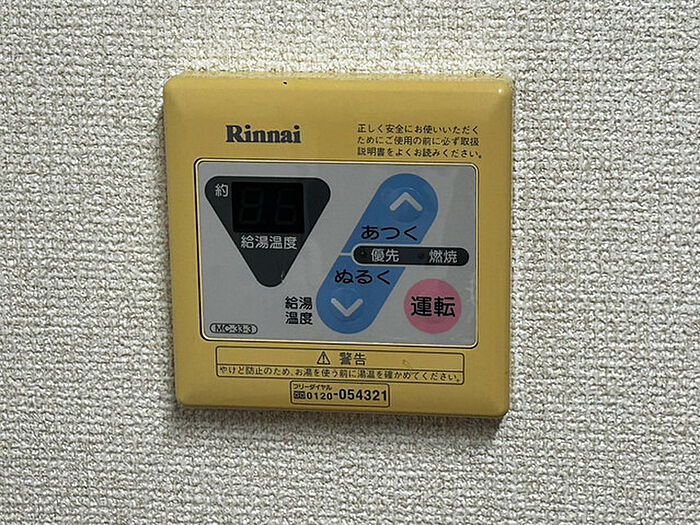 Rinnai
正しく安全にお使いいただく
ためにご使用の前に必ず取扱
説明書をよくお読みください。
約
給湯温度
あつく
優先 燃焼
ぬるく
給湯
温度
運転
MC-33-3
⚠ 警告
やけど防止のため、お湯を使う前に湯温を確かめてください。
フリーダイヤル
0120-054321